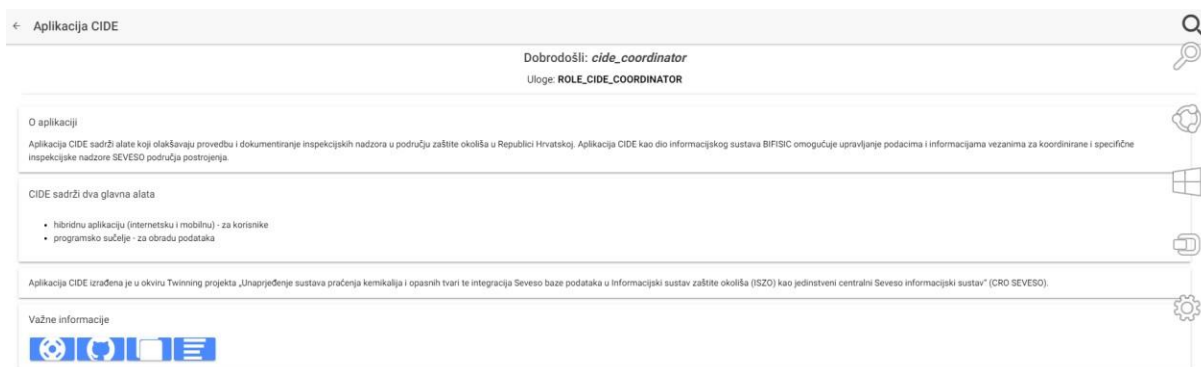 Aplikacija CIDE
Dobrodošli: cide_coordinator
Uloge: ROLE_CIDE_COORDINATOR
O aplikaciji
Aplikacija CIDE sadrži alate koji olakšavaju provedbu i dokumentiranje inspekcijskih nadzora u području zaštite okoliša u Republici Hrvatskoj. Aplikacija CIDE kao dio informacijskog sustava BIFISIC omogućuje upravljanje podacima i informacijama vezanima za koordinirane i specifične
inspekcijske nadzore SEVESO područja postrojenja.
CIDE sadrži dva glavna alata
• hibridnu aplikaciju (internetsku i mobilnu) - za korisnike
• programsko sučelje - za obradu podataka
Aplikacija CIDE izrađena je u okviru Twinning projekta „Unaprjeđenje sustava praćenja kemikalija i opasnih tvari te integracija Seveso baze podataka u Informacijski sustav zaštite okoliša (ISZO) kao jedinstveni centralni Seveso informacijski sustav“ (CRO SEVESO).
Važne informacije